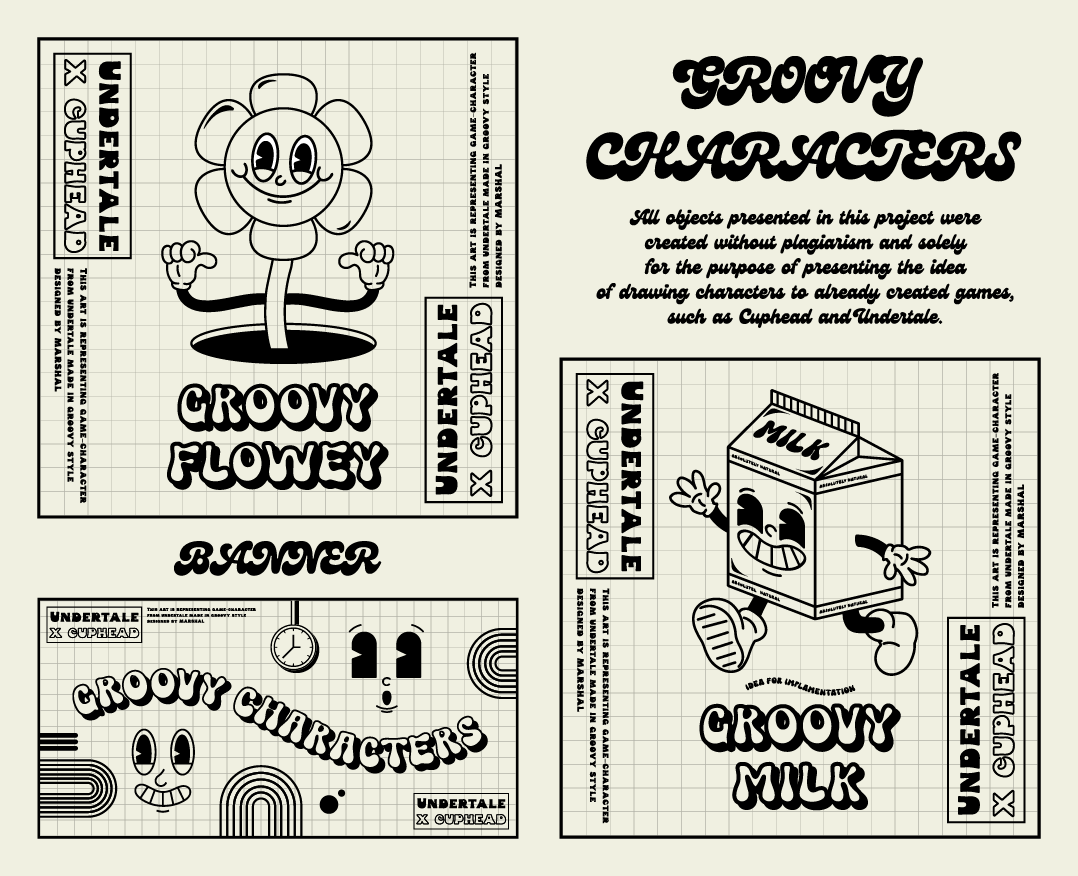 UNDERTALE
X CUPHEAD
THIS ART IS REPRESENTING GAME-CHARACTER
FROM UNDERTALE MADE IN GROOVY STYLE
DESIGNED BY MARSHAL
THIS ART IS REPRESENTING GAME-CHARACTER
FROM UNDERTALE MADE IN GROOVY STYLE
DESIGNED BY MARSHAL
UNDERTALE
X CUPHEAD
GROOVY
FLOWEY
GROOVY
CHARACTERS
All objects presented in this project were
created without plagiarism and solely
for the purpose of presenting the idea
of drawing characters to already created games,
such as Cuphead and Undertale.
BANNER
UNDERTALE
X CUPHEAD
THIS ART IS REPRESENTING GAME-CHARACTER
FROM UNDERTALE MADE IN GROOVY STYLE
DESIGNED BY MARSHAL
GROOVY CHARACTERS
UNDERTALE
X CUPHEAD
UNDERTALE
X CUPHEAD
THIS ART IS REPRESENTING GAME-CHARACTER
FROM UNDERTALE MADE IN GROOVY STYLE
DESIGNED BY MARSHAL
MILK
ABSOLUTELY NATURAL
ABSOLUTELY NATURAL
ABSOLUTEL NATURAL
ABSOLUTELY NATURAL
THIS ART IS REPRESENTING GAME-CHARACTER
FROM UNDERTALE MADE IN GROOVY STYLE
DESIGNED BY MARSHAL
UNDERTALE
X CUPHEAD
IDEA FOR IMPLAMENTATION
GROOVY
MILK